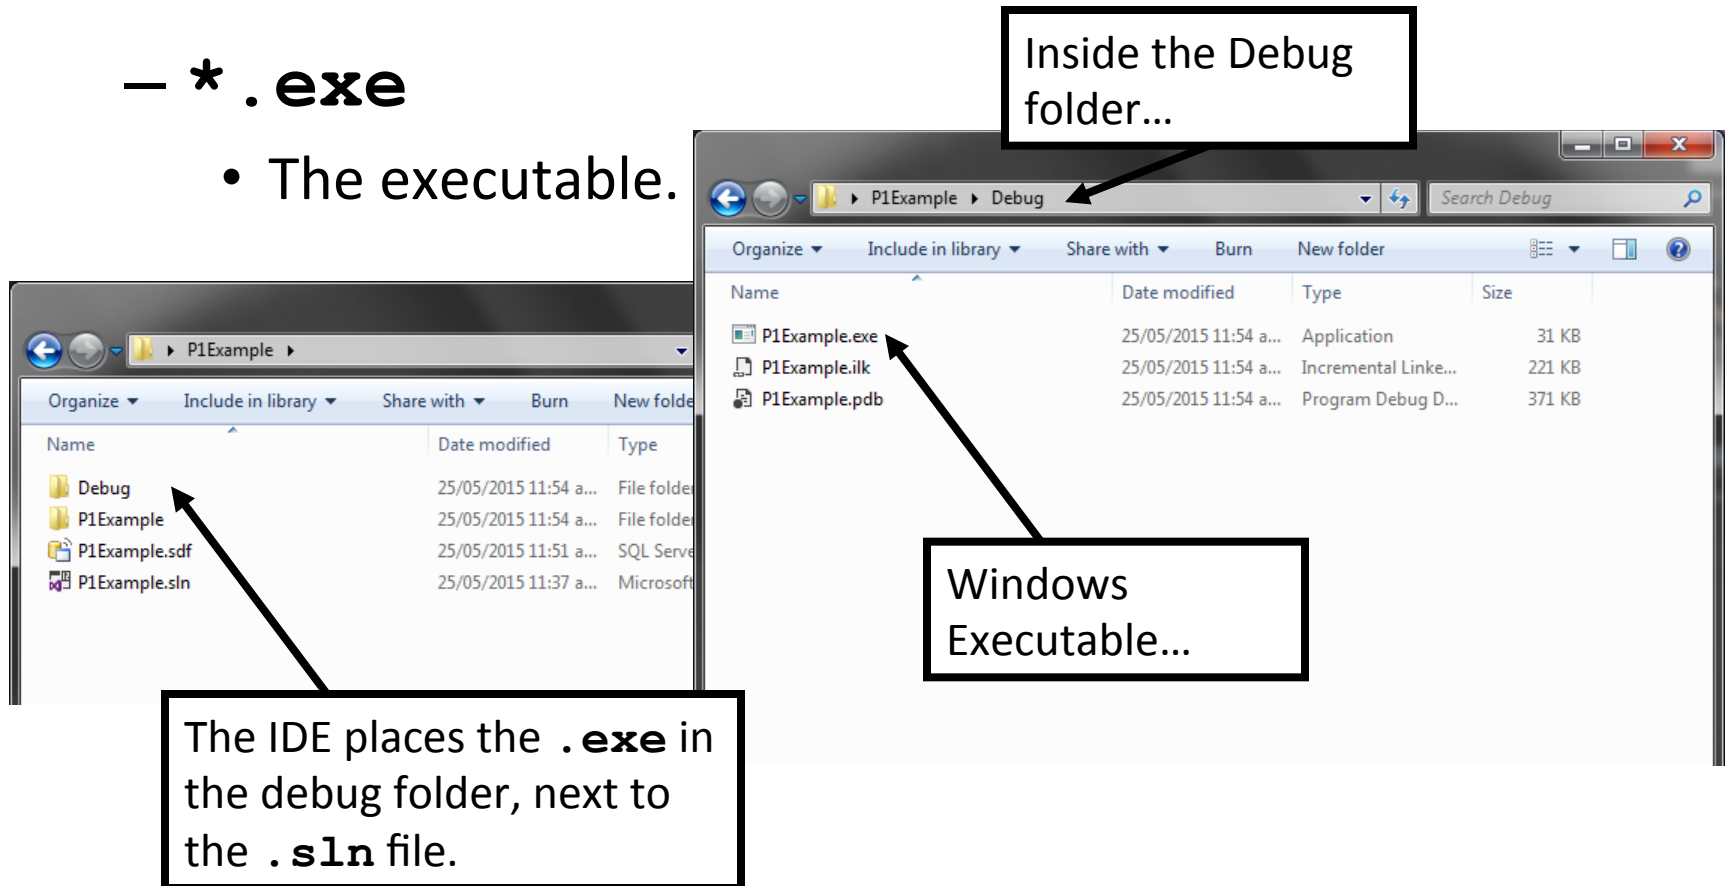 – *.exe
• The executable.
Inside the Debug
folder…
P1Example Debug
Search Debug
Organize Include in library Share with Burn New folder
Name Date modified Type Size
P1Example.exe 25/05/2015 11:54 a... Application 31 KB
P1Example.ilk 25/05/2015 11:54 a... Incremental Linke... 221 KB
P1Example.pdb 25/05/2015 11:54 a... Program Debug D... 371 KB
Windows
Executable…
P1Example
Organize Include in library Share with Burn New folde
Name Date modified Type
Debug 25/05/2015 11:54 a... File folder
P1Example 25/05/2015 11:54 a... File folder
P1Example.sdf 25/05/2015 11:51 a... SQL Serve
P1Example.sln 25/05/2015 11:37 a... Microsoft
The IDE places the .exe in
the debug folder, next to
the .sln file.